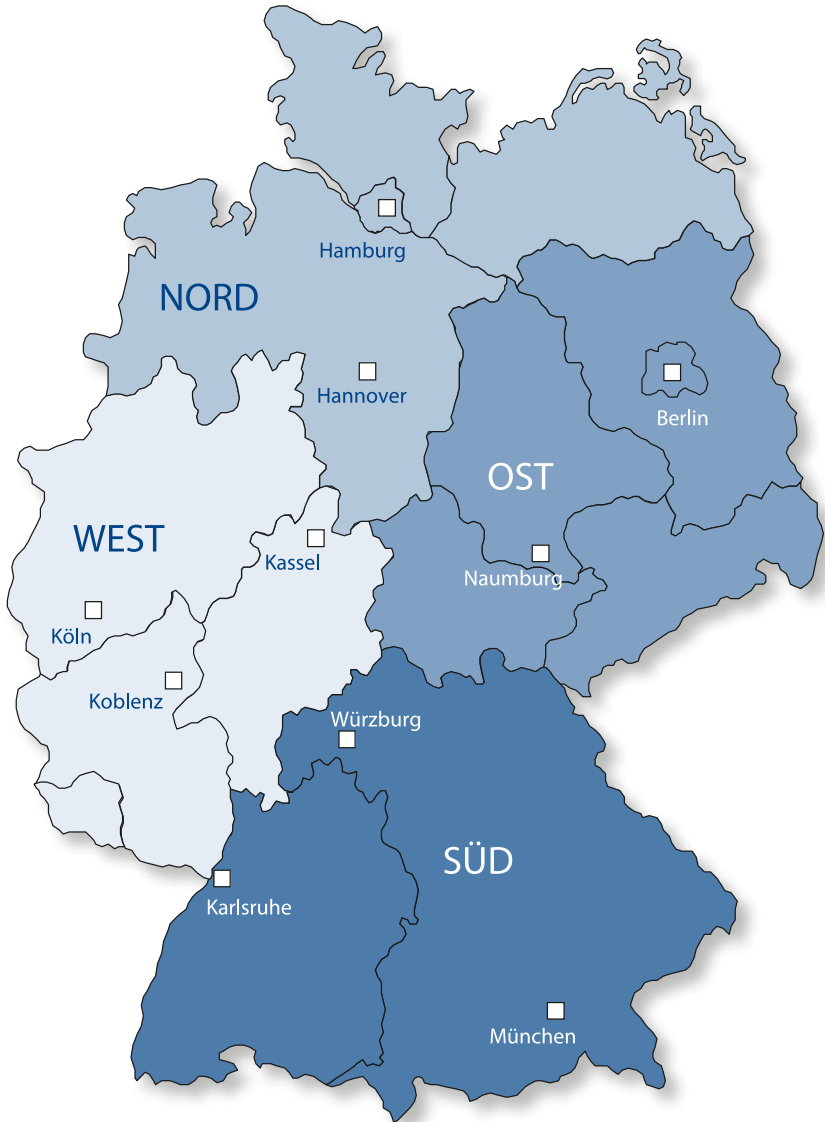 Hamburg
NORD
Hannover
Berlin
OST
WEST
Kassel
Naumburg
Köln
Koblenz
Würzburg
SÜD
Karlsruhe
München